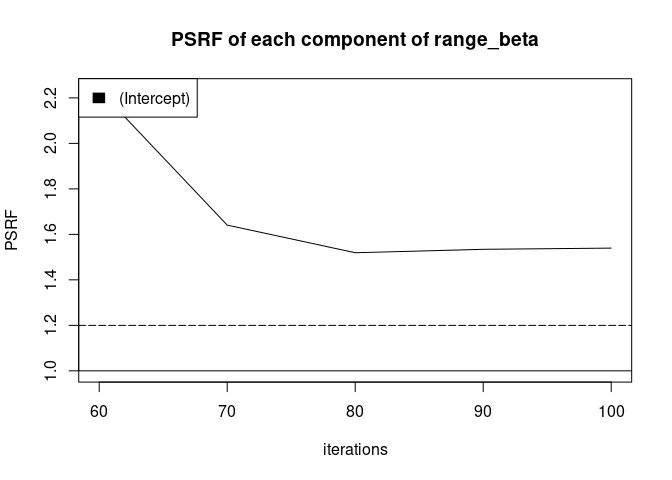 PSRF of each component of range_beta
(Intercept)
PSRF
2.2
2.0
1.8
1.6
1.4
1.2
1.0
60 70 80 90 100
iterations